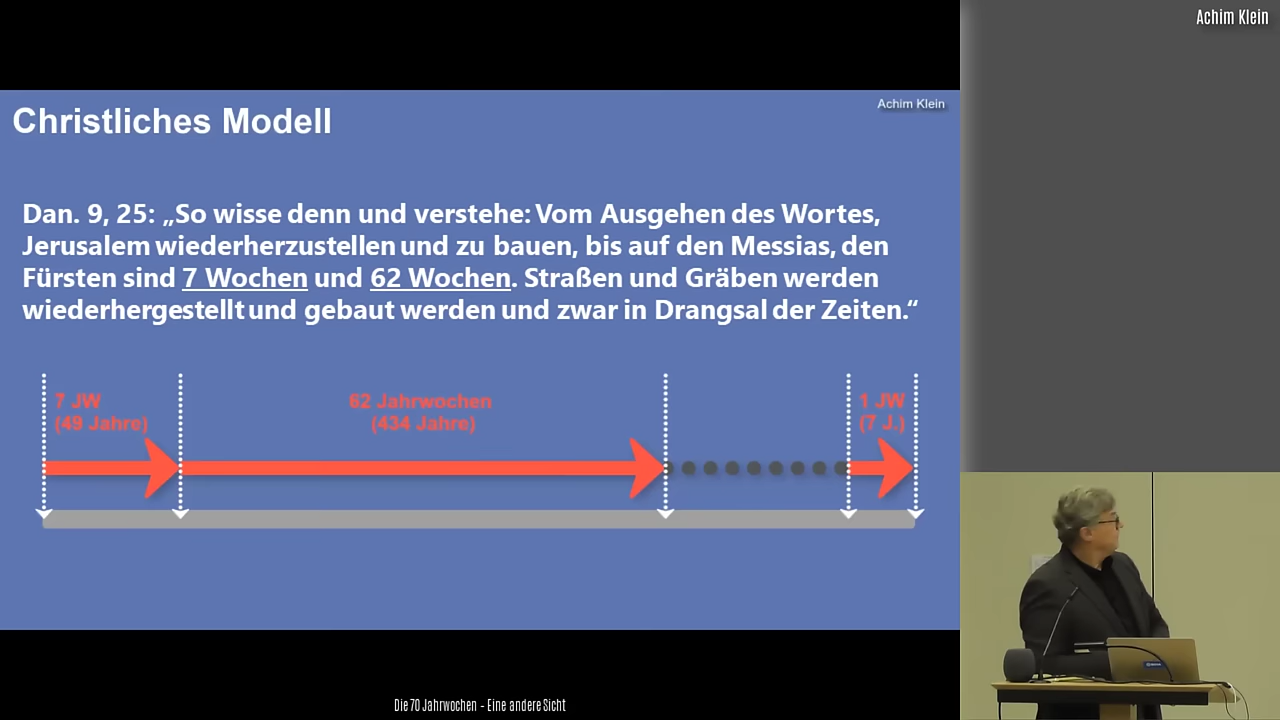 Achim Klein
Achim Klein
Christliches Modell
Dan. 9, 25: „So wisse denn und verstehe: Vom Ausgehen des Wortes,
Jerusalem wiederherzustellen und zu bauen, bis auf den Messias, den
Fürsten sind 7 Wochen und 62 Wochen. Straßen und Gräben werden
wiederhergestellt und gebaut werden und zwar in Drangsal der Zeiten.“
7 JW
(49 Jahre)
62 Jahrwochen
(434 Jahre)
1 JW
(7 J.)
Die 70 Jahrwochen - Eine andere Sicht